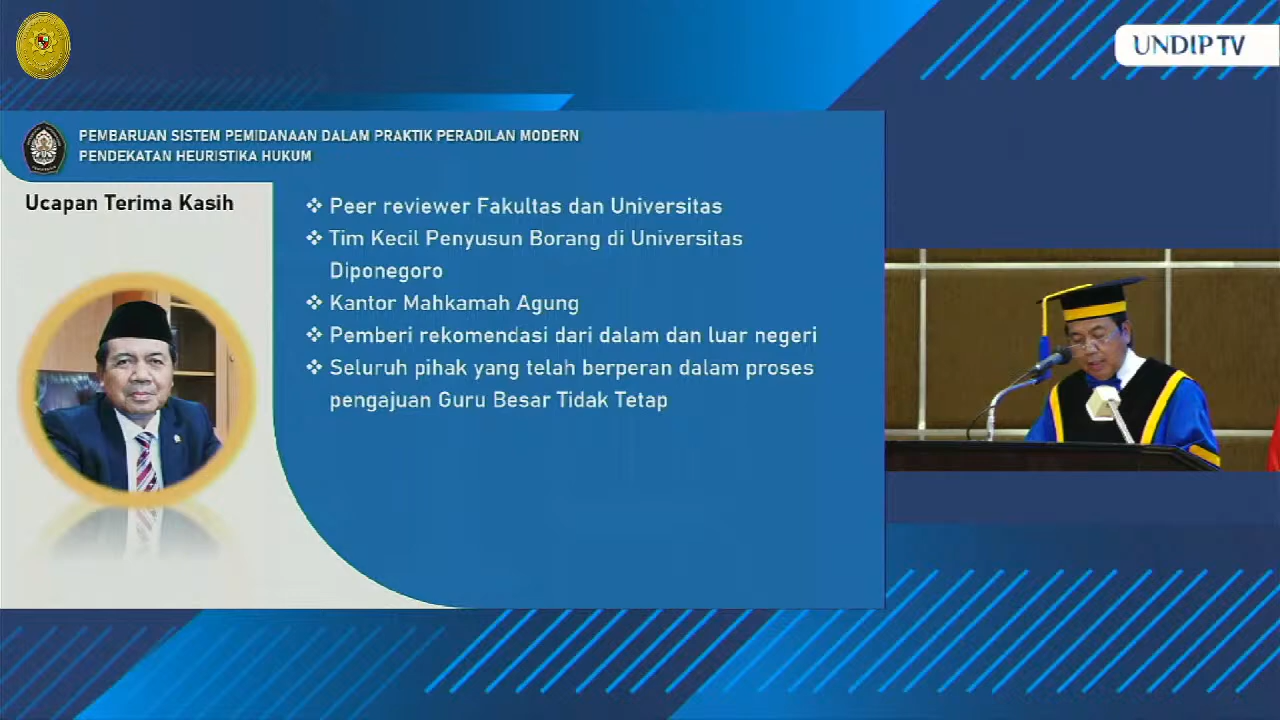 UNDIP TV
PEMBARUAN SISTEM PEMIDANAAN DALAM PRAKTIK PERADILAN MODERN
PENDEKATAN HEURISTIKA HUKUM
Ucapan Terima Kasih
❖ Peer reviewer Fakultas dan Universitas
❖ Tim Kecil Penyusun Borang di Universitas
Diponegoro
❖ Kantor Mahkamah Agung
❖ Pemberi rekomendasi dari dalam dan luar negeri
❖ Seluruh pihak yang telah berperan dalam proses
pengajuan Guru Besar Tidak Tetap